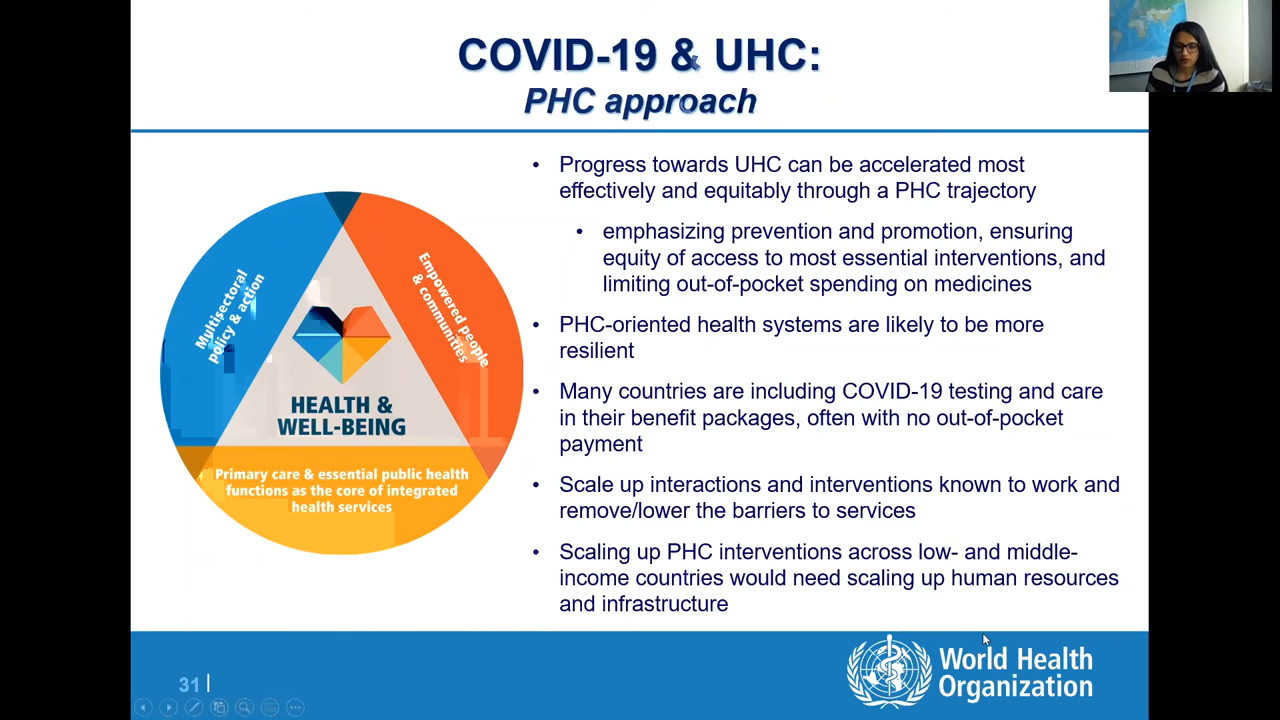 COVID-19 & UHC:
PHC approach
• Progress towards UHC can be accelerated most
effectively and equitably through a PHC trajectory
• emphasizing prevention and promotion, ensuring
equity of access to most essential interventions, and
limiting out-of-pocket spending on medicines
• PHC-oriented health systems are likely to be more
resilient
• Many countries are including COVID-19 testing and care
in their benefit packages, often with no out-of-pocket
payment
• Scale up interactions and interventions known to work and
remove/lower the barriers to services
• Scaling up PHC interventions across low- and middle-
income countries would need scaling up human resources
and infrastructure
Multisectoral
policy & action
Empowered people
& communities
HEALTH &
WELL-BEING
Primary care & essential public health
functions as the core of integrated
health services
31 |
World Health
Organization